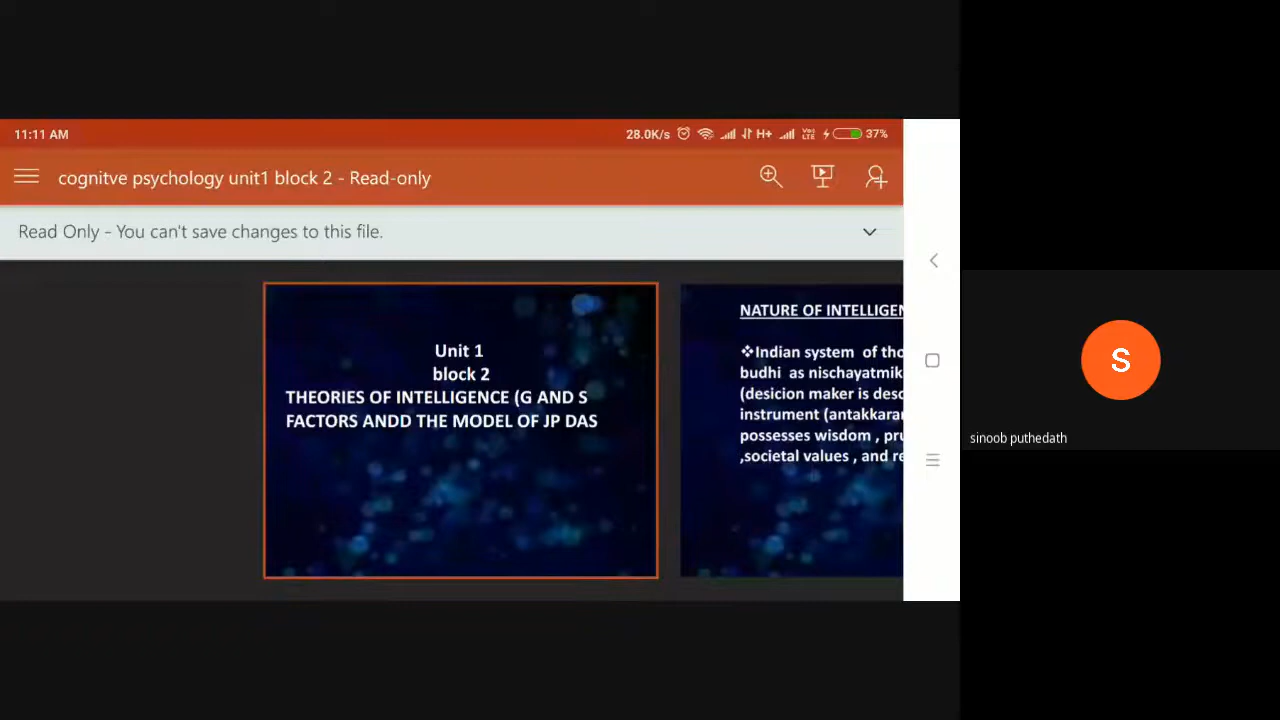 11:11 AM
28.0K/s
H+
VoLTE
37%
cognitve psychology unit1 block 2 - Read-only
Read Only - You can't save changes to this file.
Unit 1
block 2
THEORIES OF INTELLIGENCE (G AND S
FACTORS ANDD THE MODEL OF JP DAS
NATURE OF INTELLIGEN
❖Indian system of tho
budhi as nischayatmik
(desicion maker is desc
instrument (antakkaran
possesses wisdom , pru
,societal values , and re
S
sinoob puthedath